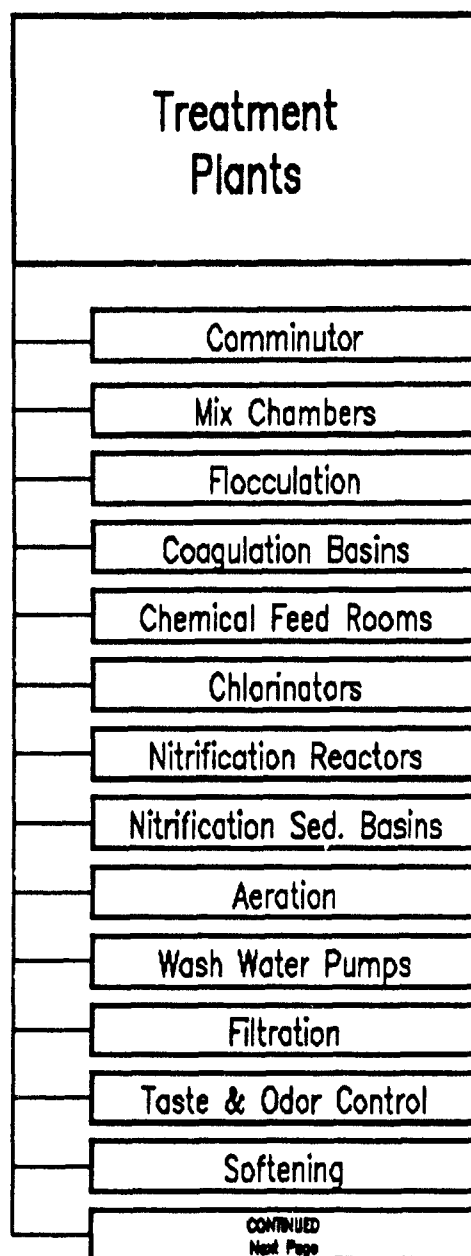 Treatment
Plants
Comminutor
Mix Chambers
Flocculation
Coagulation Basins
Chemical Feed Rooms
Chlorinators
Nitrification Reactors
Nitrification Sed. Basins
Aeration
Wash Water Pumps
Filtration
Taste & Odor Control
Softening
CONTINUED
Next Page